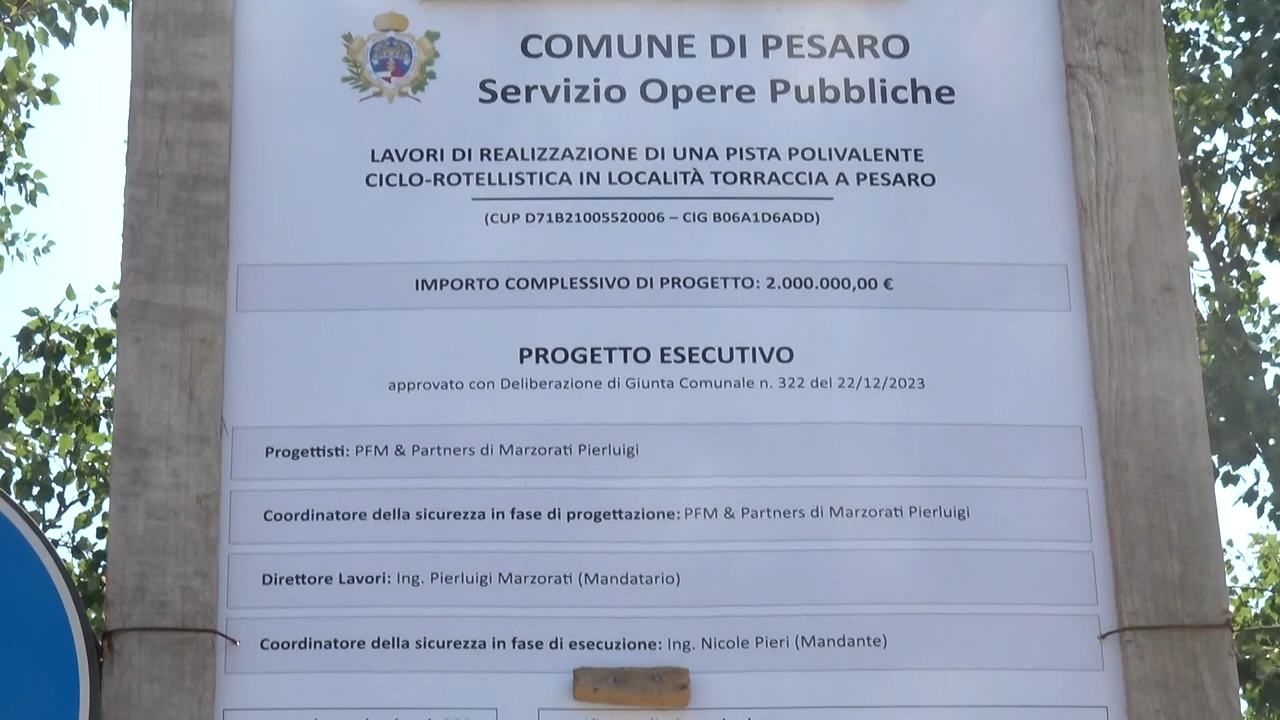 COMUNE DI PESARO
Servizio Opere Pubbliche
LAVORI DI REALIZZAZIONE DI UNA PISTA POLIVALENTE
CICLO-ROTELLISTICA IN LOCALITÀ TORRACCIA A PESARO
(CUP D71B21005520006 – CIG B06A1D6ADD)
IMPORTO COMPLESSIVO DI PROGETTO: 2.000.000,00 €
PROGETTO ESECUTIVO
approvato con Deliberazione di Giunta Comunale n. 322 del 22/12/2023
Progettisti: PFM & Partners di Marzorati Pierluigi
Coordinatore della sicurezza in fase di progettazione: PFM & Partners di Marzorati Pierluigi
Direttore Lavori: Ing. Pierluigi Marzorati (Mandatario)
Coordinatore della sicurezza in fase di esecuzione: Ing. Nicole Pieri (Mandante)